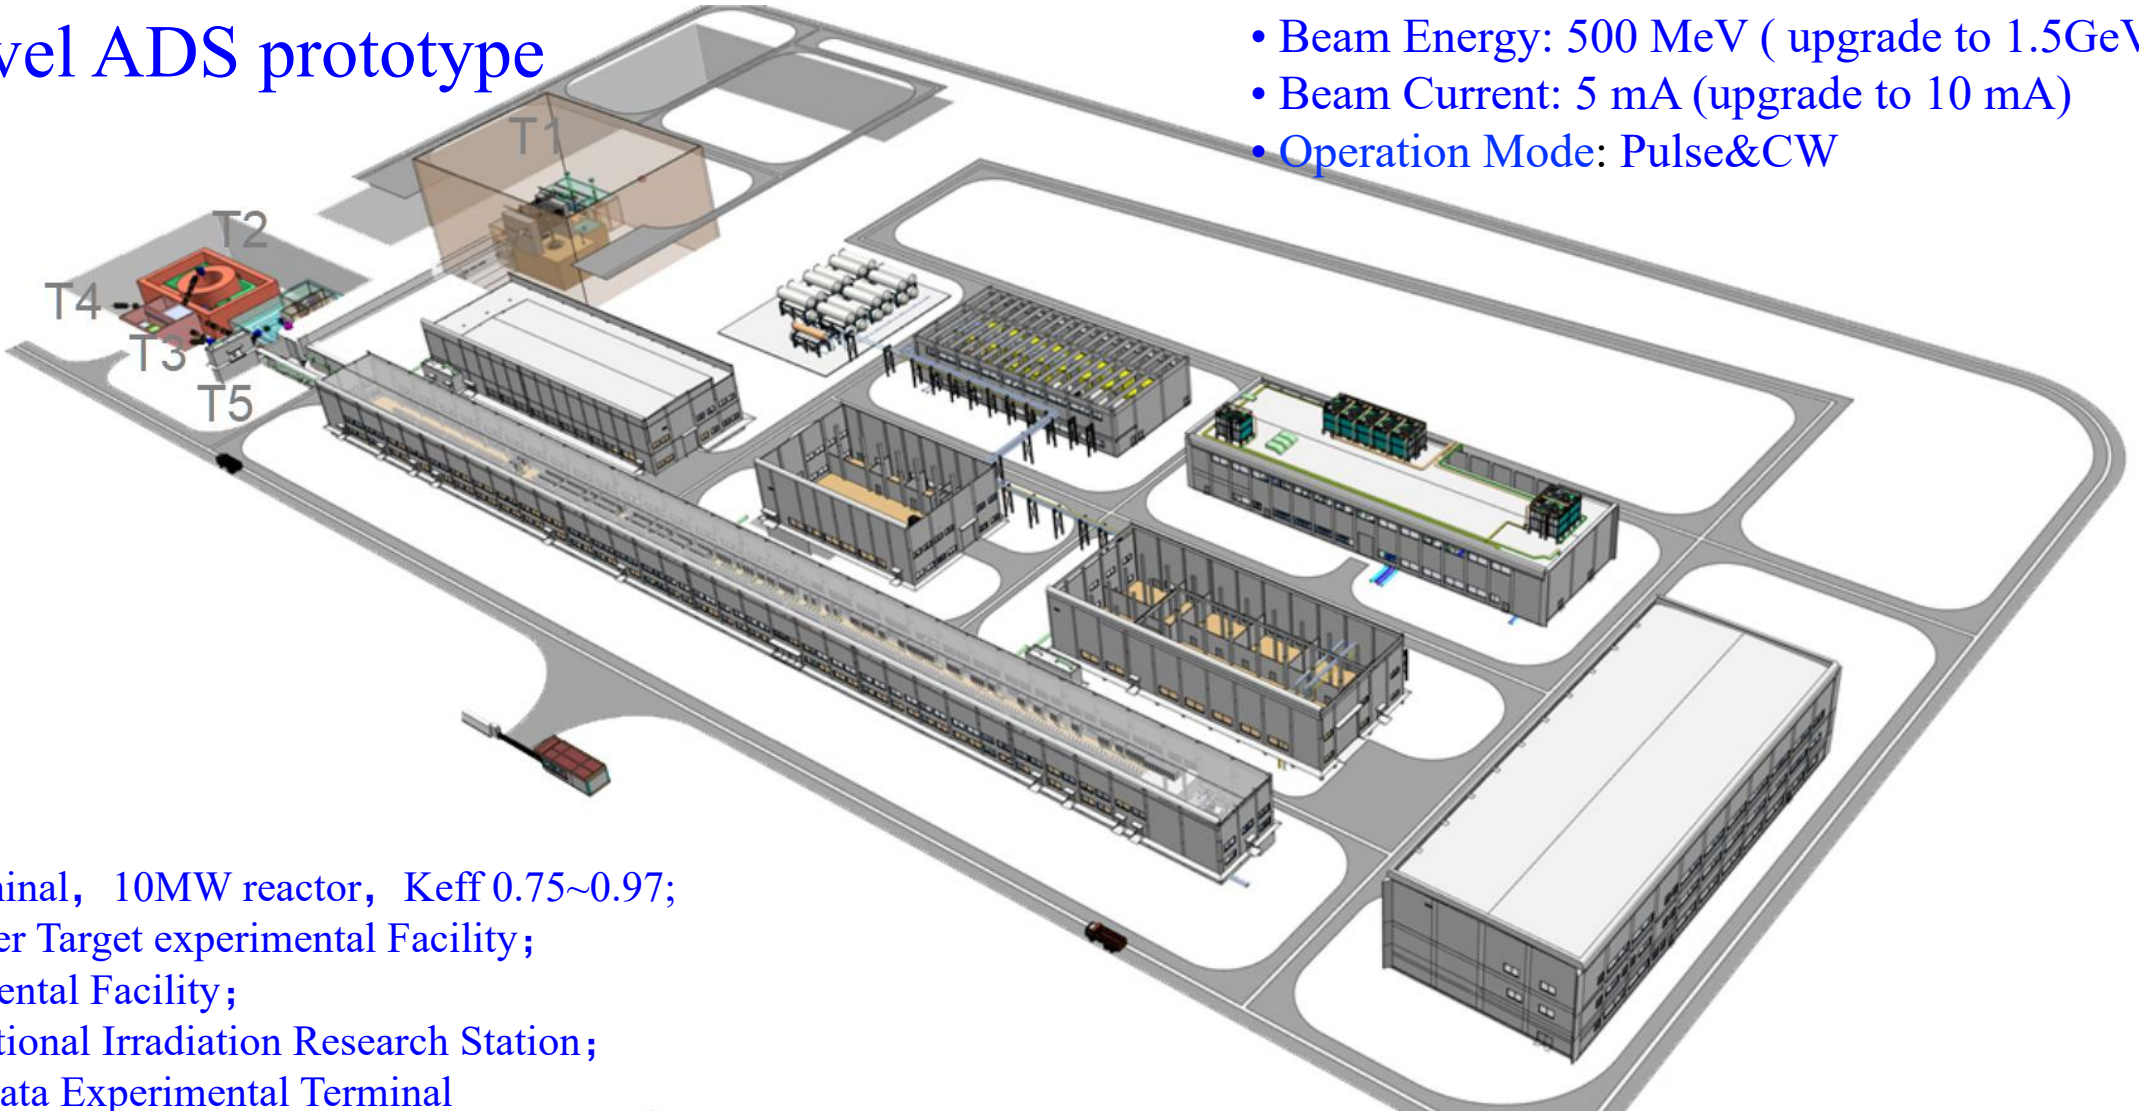 vel ADS prototype
• Beam Energy: 500 MeV ( upgrade to 1.5GeV
• Beam Current: 5 mA (upgrade to 10 mA)
• Operation Mode: Pulse&CW
T1
T2
T4
T3
T5
minal，10MW reactor，Keff 0.75~0.97;
er Target experimental Facility；
ental Facility；
tional Irradiation Research Station；
ata Experimental Terminal